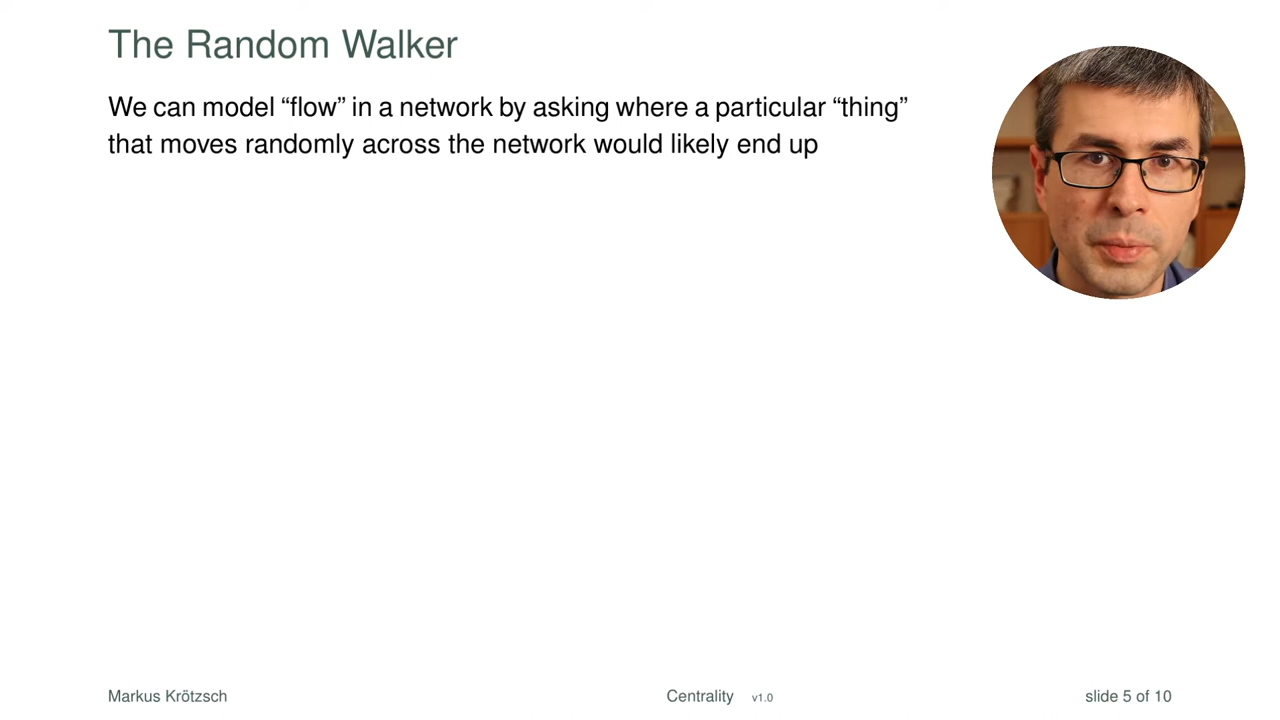 The Random Walker
We can model “flow” in a network by asking where a particular “thing”
that moves randomly across the network would likely end up
Markus Krötzsch
Centrality v1.0
slide 5 of 10